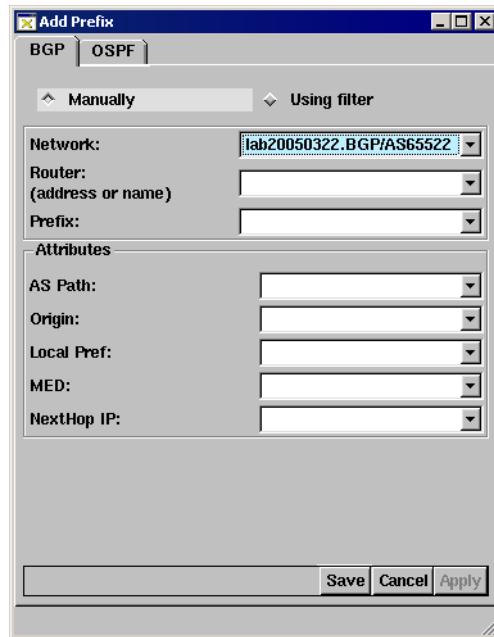 Add Prefix
BGP OSPF
Manually Using filter
Network: lab20050322.BGP/AS65522
Router:
(address or name)
Prefix:
Attributes
AS Path:
Origin:
Local Pref:
MED:
NextHop IP:
Save Cancel Apply